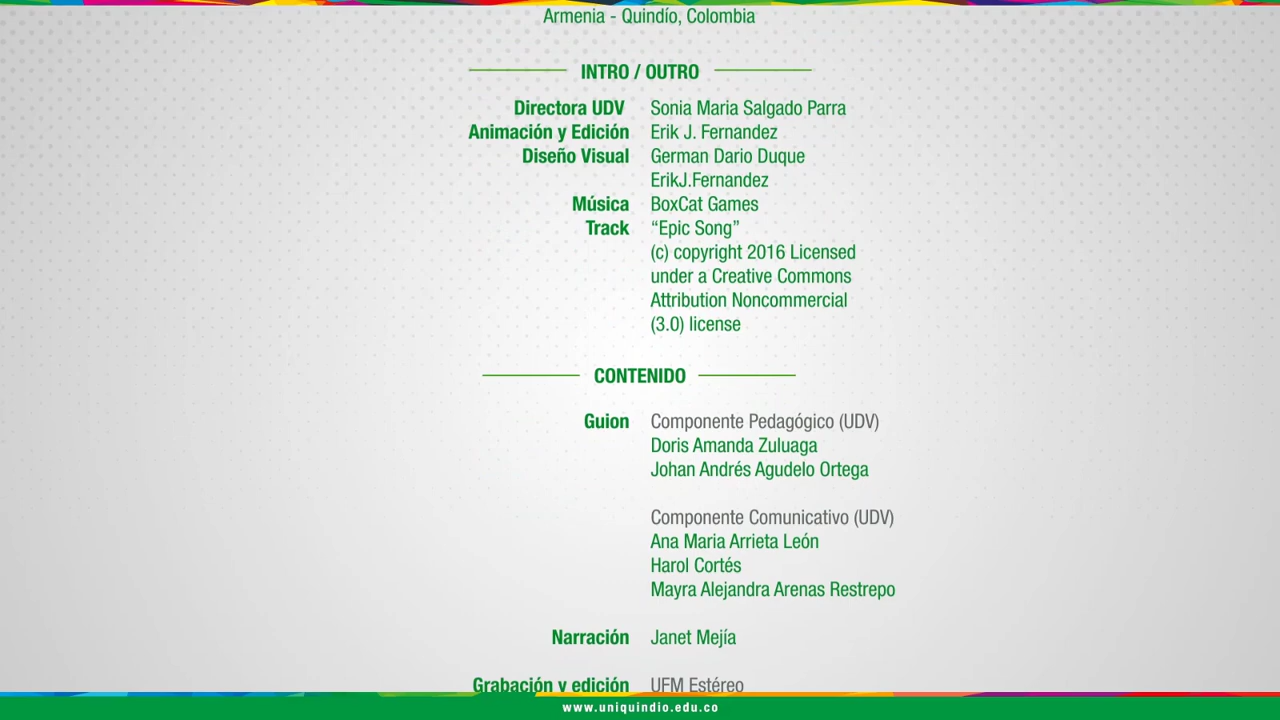 Armenia - Quindío, Colombia
INTRO / OUTRO
Directora UDV Sonia Maria Salgado Parra
Animación y Edición Erik J. Fernandez
Diseño Visual German Dario Duque
ErikJ.Fernandez
Música BoxCat Games
Track “Epic Song”
(c) copyright 2016 Licensed
under a Creative Commons
Attribution Noncommercial
(3.0) license
CONTENIDO
Guion Componente Pedagógico (UDV)
Doris Amanda Zuluaga
Johan Andrés Agudelo Ortega
Componente Comunicativo (UDV)
Ana Maria Arrieta León
Harol Cortés
Mayra Alejandra Arenas Restrepo
Narración Janet Mejía
Grabación y edición UFM Estéreo
www.uniquindio.edu.co